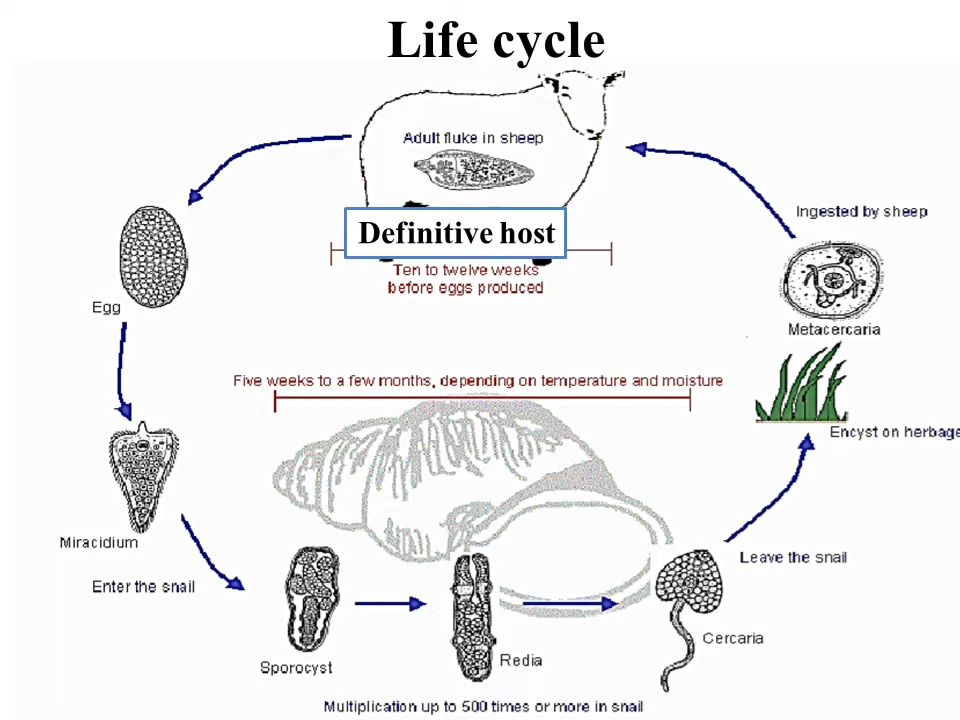 Life cycle
Adult fluke in sheep
Definitive host
Ten to twelve weeks
before eggs produced
Ingested by sheep
Egg
Metacercaria
Five weeks to a few months, depending on temperature and moisture
Encyst on herbage
Miracidium
Enter the snail
Leave the snail
Cercaria
Redia
Sporocyst
Multiplication up to 500 times or more in snail